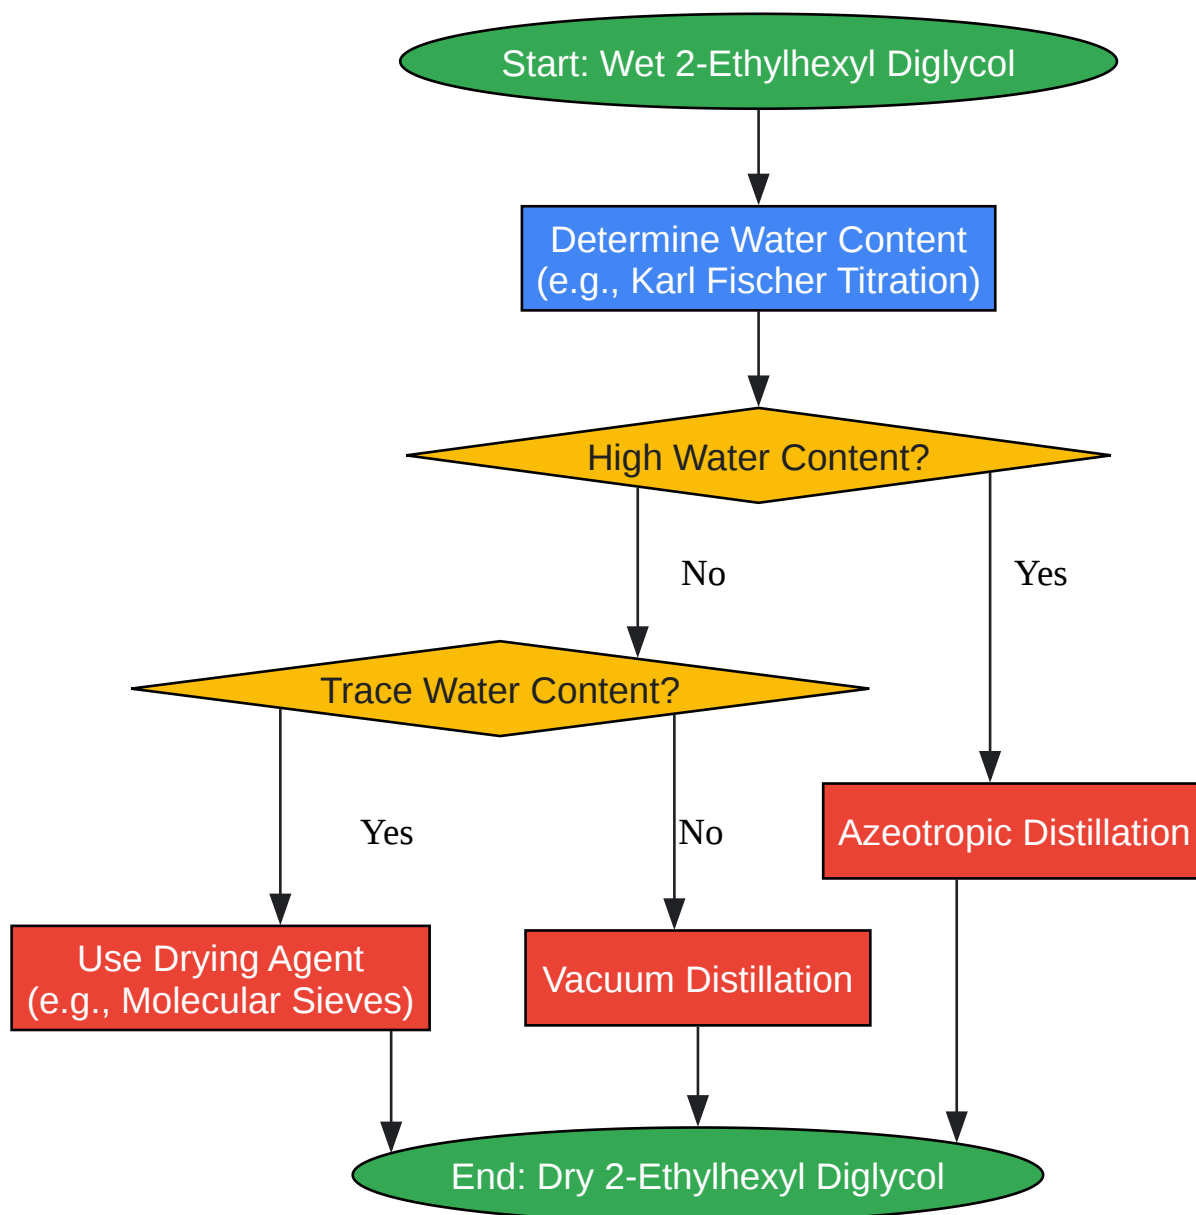 Start: Wet 2-Ethylhexyl Diglycol
Determine Water Content
(e.g., Karl Fischer Titration)
High Water Content?
No
Yes
Trace Water Content?
Yes
No
Azeotropic Distillation
Use Drying Agent
(e.g., Molecular Sieves)
Vacuum Distillation
End: Dry 2-Ethylhexyl Diglycol